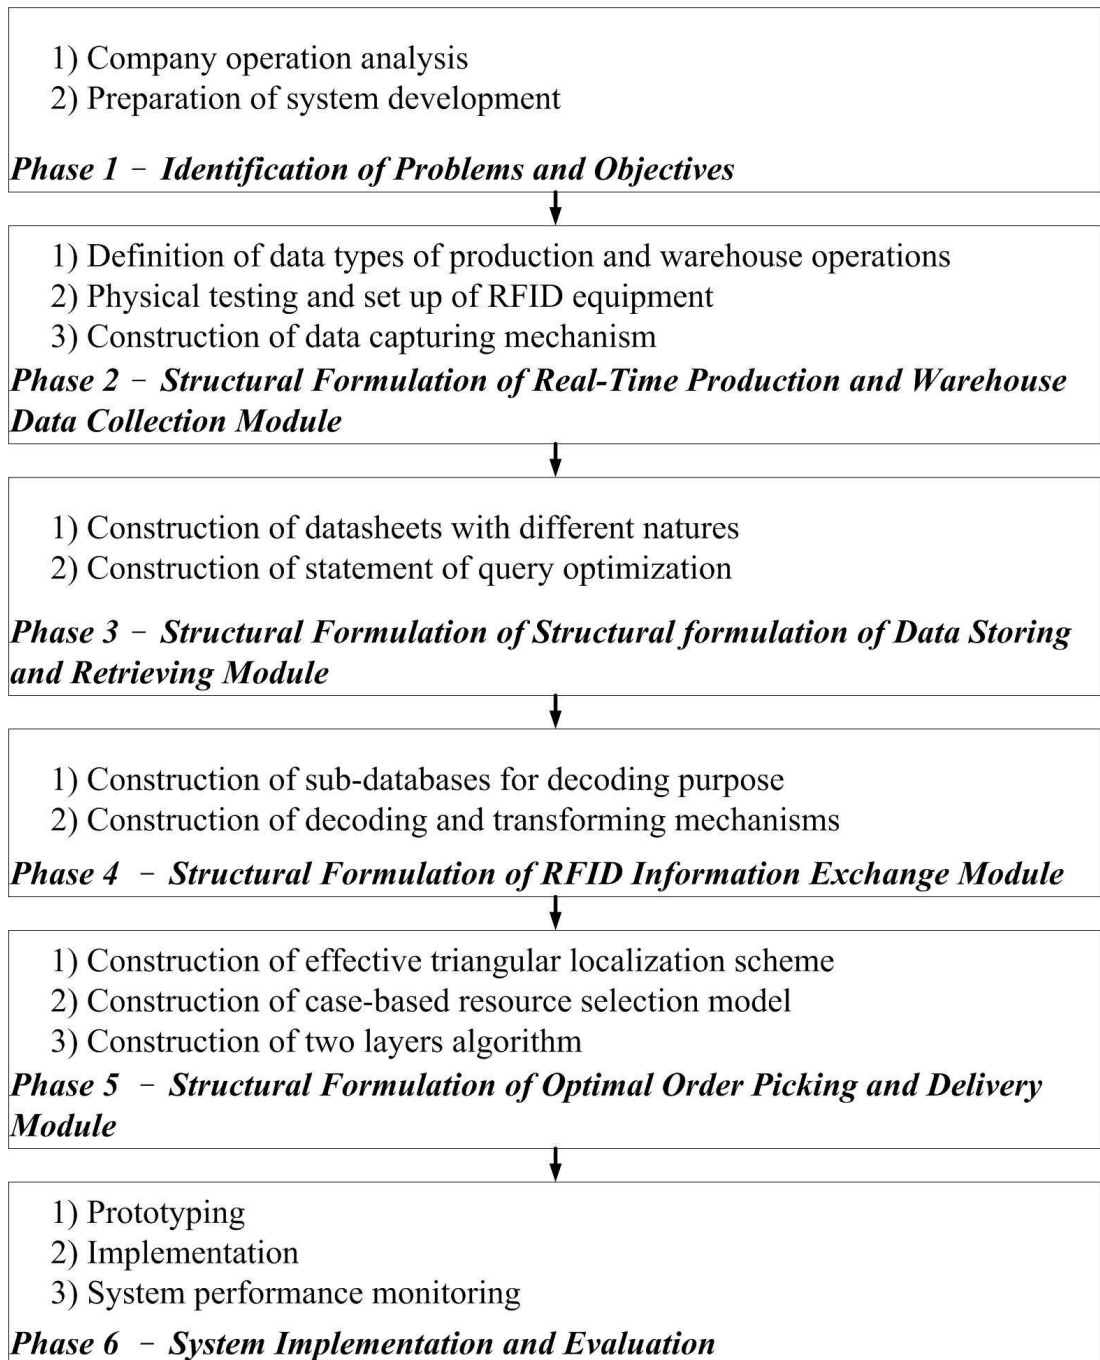 1) Company operation analysis
2) Preparation of system development
Phase 1 – Identification of Problems and Objectives
1) Definition of data types of production and warehouse operations
2) Physical testing and set up of RFID equipment
3) Construction of data capturing mechanism
Phase 2 – Structural Formulation of Real-Time Production and Warehouse
Data Collection Module
1) Construction of datasheets with different natures
2) Construction of statement of query optimization
Phase 3 – Structural Formulation of Structural formulation of Data Storing
and Retrieving Module
1) Construction of sub-databases for decoding purpose
2) Construction of decoding and transforming mechanisms
Phase 4 – Structural Formulation of RFID Information Exchange Module
1) Construction of effective triangular localization scheme
2) Construction of case-based resource selection model
3) Construction of two layers algorithm
Phase 5 – Structural Formulation of Optimal Order Picking and Delivery
Module
1) Prototyping
2) Implementation
3) System performance monitoring
Phase 6 – System Implementation and Evaluation